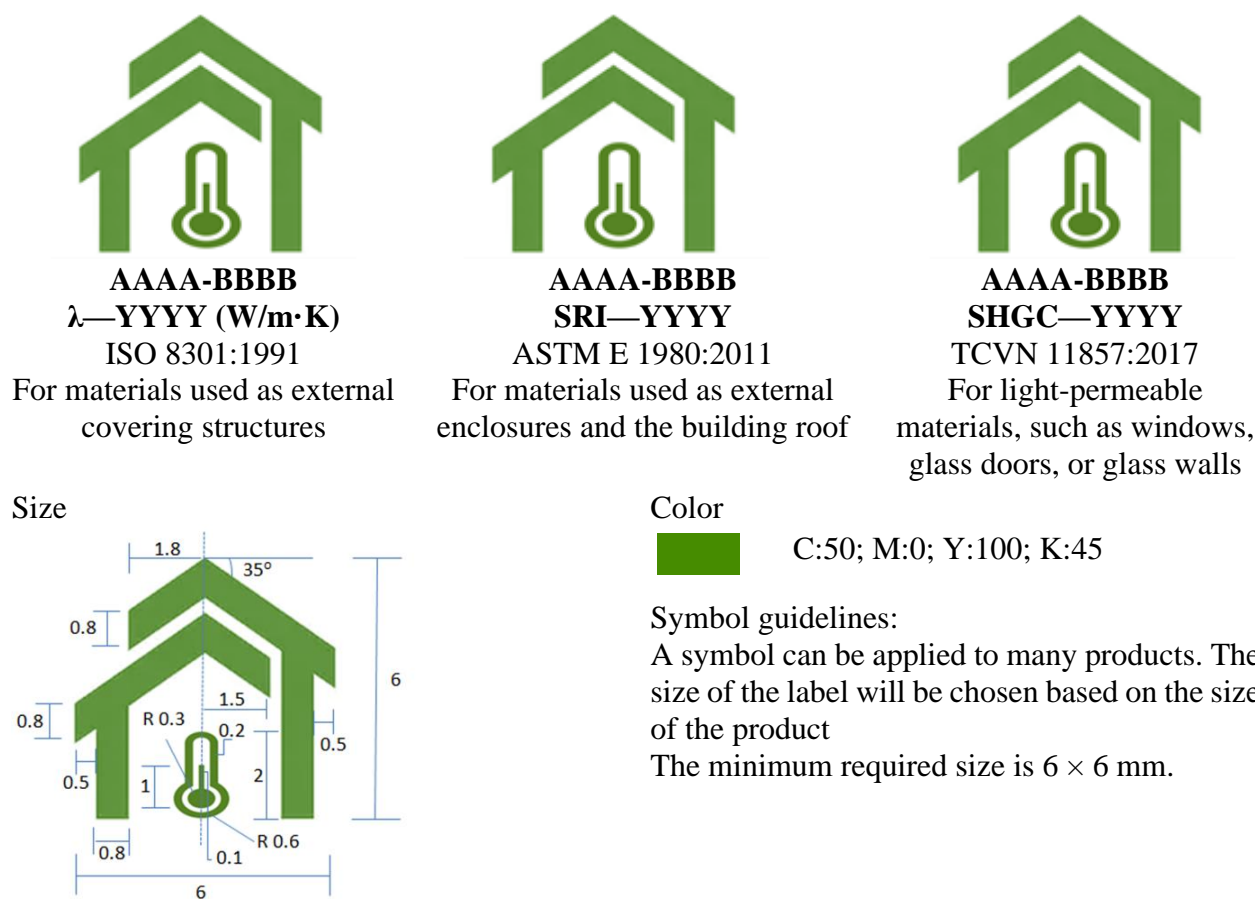 AAAA-BBBB
λ—YYYY (W/m·K)
ISO 8301:1991
For materials used as external
covering structures
AAAA-BBBB
SRI—YYYY
ASTM E 1980:2011
For materials used as external
enclosures and the building roof
AAAA-BBBB
SHGC—YYYY
TCVN 11857:2017
For light-permeable
materials, such as windows,
glass doors, or glass walls
Size
1.8
35°
0.8
6
1.5
0.8
R 0.3
0.2
0.5
0.5
1
2
R 0.6
0.8
0.1
6
Color
C:50; M:0; Y:100; K:45
Symbol guidelines:
A symbol can be applied to many products. The
size of the label will be chosen based on the size
of the product
The minimum required size is 6 × 6 mm.